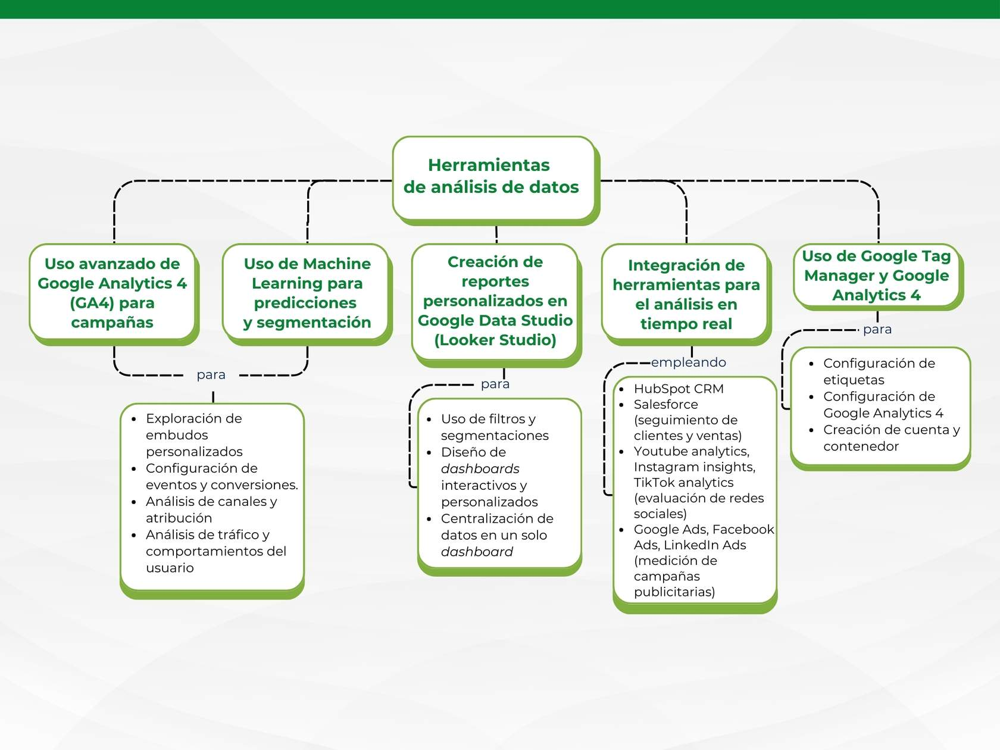 Herramientas
de análisis de datos
Uso avanzado de
Google Analytics 4
(GA4) para
campañas
Uso de Machine
Learning para
predicciones
y segmentación
para
• Exploración de
embudos
personalizados
• Configuración de
eventos y conversiones.
• Análisis de canales y
atribución
• Análisis de tráfico y
comportamientos del
usuario
Creación de
reportes
personalizados en
Google Data Studio
(Looker Studio)
para
• Uso de filtros y
segmentaciones
• Diseño de
dashboards
interactivos y
personalizados
• Centralización de
datos en un solo
dashboard
Integración de
herramientas para
el análisis en
tiempo real
empleando
• HubSpot CRM
• Salesforce
(seguimiento de
clientes y ventas)
• Youtube analytics,
Instagram insights,
TikTok analytics
(evaluación de redes
sociales)
• Google Ads, Facebook
Ads, LinkedIn Ads
(medición de
campañas
publicitarias)
Uso de Google Tag
Manager y Google
Analytics 4
para
• Configuración de
etiquetas
• Configuración de
Google Analytics 4
• Creación de cuenta y
contenedor